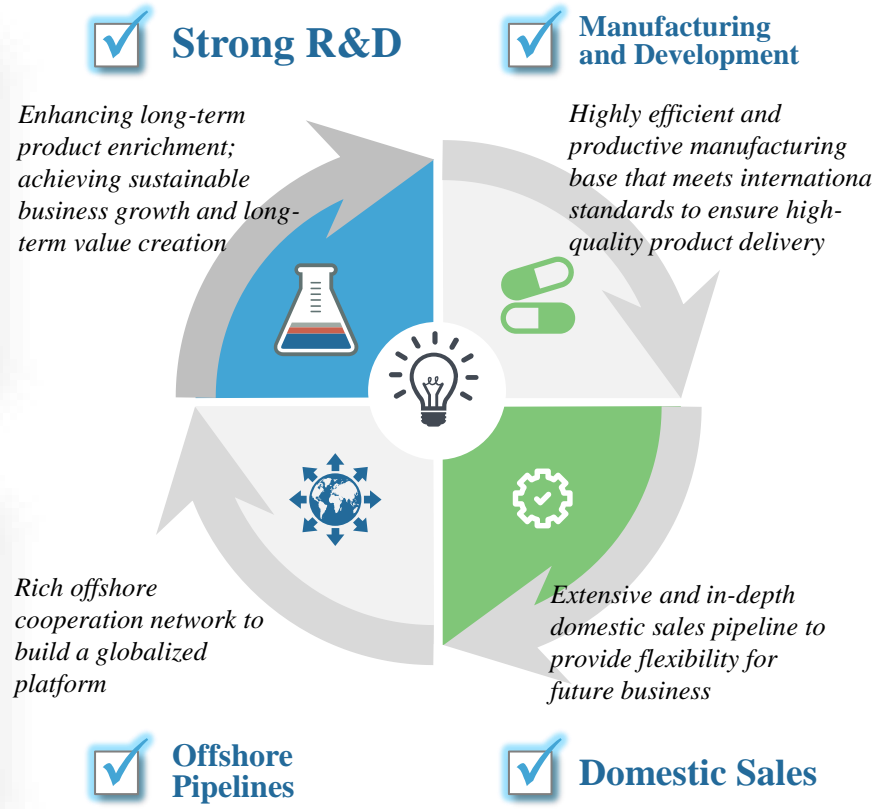 Strong R&D
Enhancing long-term
product enrichment;
achieving sustainable
business growth and long-
term value creation
Manufacturing
and Development
Highly efficient and
productive manufacturing
base that meets internationa
standards to ensure high-
quality product delivery
Rich offshore
cooperation network to
build a globalized
platform
Offshore
Pipelines
Extensive and in-depth
domestic sales pipeline to
provide flexibility for
future business
Domestic Sales